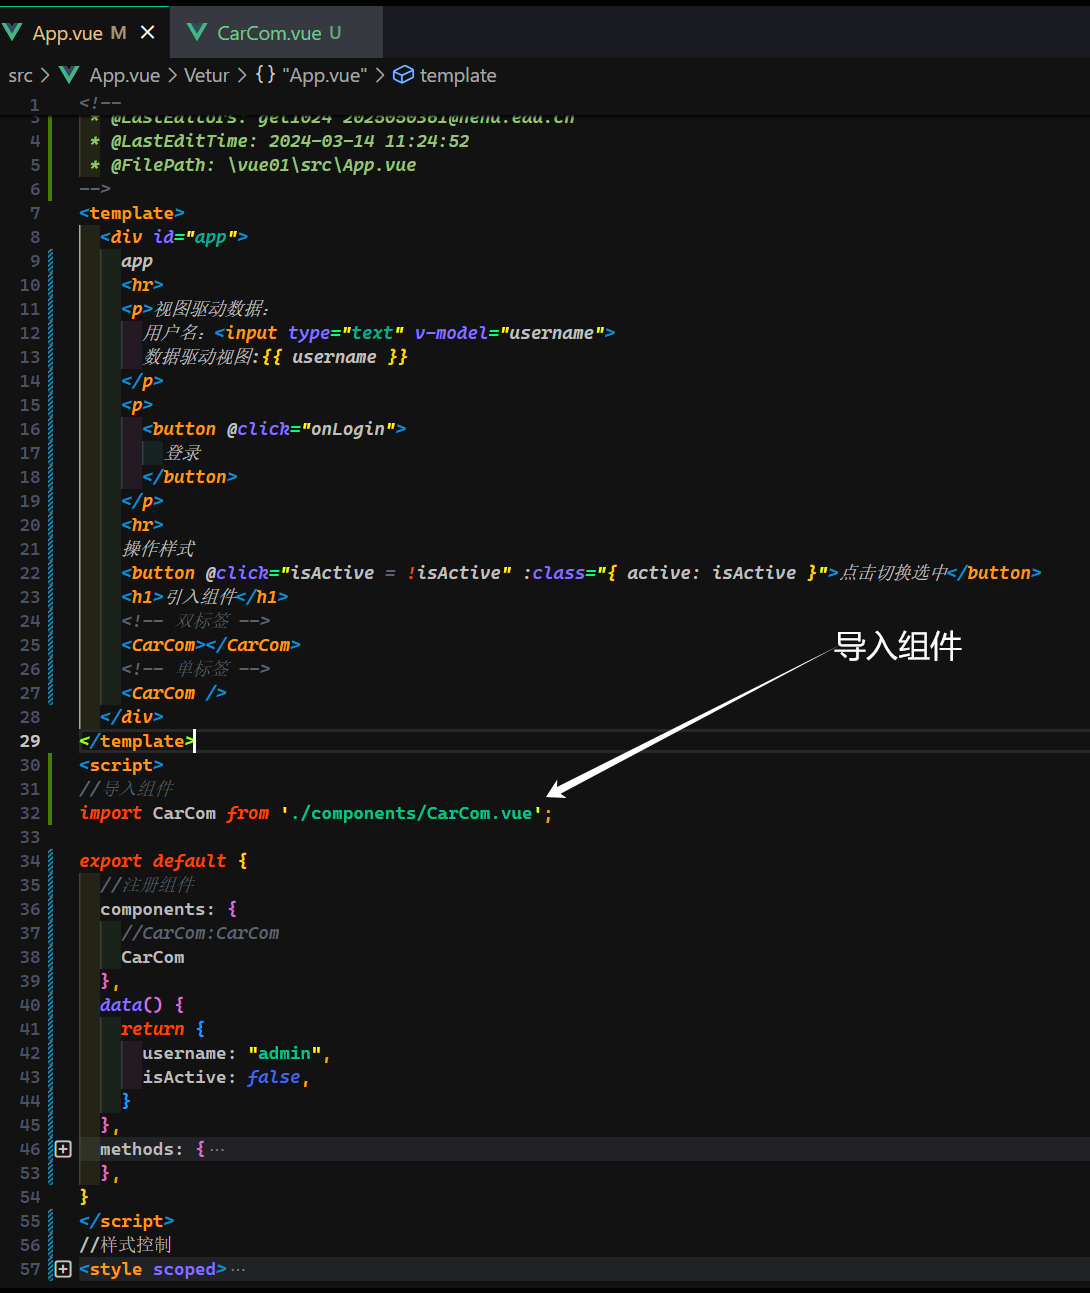 App.vue M
CarCom.vue U
src > App.vue > Vetur > {} "App.vue" > template
1 <!--
3 * @LastEditors: get1024 2025050361@nenu.edu.cn
4 * @LastEditTime: 2024-03-14 11:24:52
5 * @FilePath: \vue01\src\App.vue
6 -->
7 <template>
8 <div id="app">
9 app
10 <hr>
11 <p>视图驱动数据：
12 用户名：<input type="text" v-model="username">
13 数据驱动视图:{{ username }}
14 </p>
15 <p>
16 <button @click="onLogin">
17 登录
18 </button>
19 </p>
20 <hr>
21 操作样式
22 <button @click="isActive = !isActive" :class="{ active: isActive }">点击切换选中</button>
23 <h1>引入组件</h1>
24 <!-- 双标签 -->
25 <CarCom></CarCom>
26 <!-- 单标签 -->
27 <CarCom />
28 </div>
29 </template>
30 <script>
31 //导入组件
32 import CarCom from './components/CarCom.vue';
33
34 export default {
35 //注册组件
36 components: {
37 //CarCom:CarCom
38 CarCom
39 },
40 data() {
41 return {
42 username: "admin",
43 isActive: false,
44 }
45 },
46 methods: { ···
53 },
54 }
55 </script>
56 //样式控制
57 <style scoped> ···
导入组件